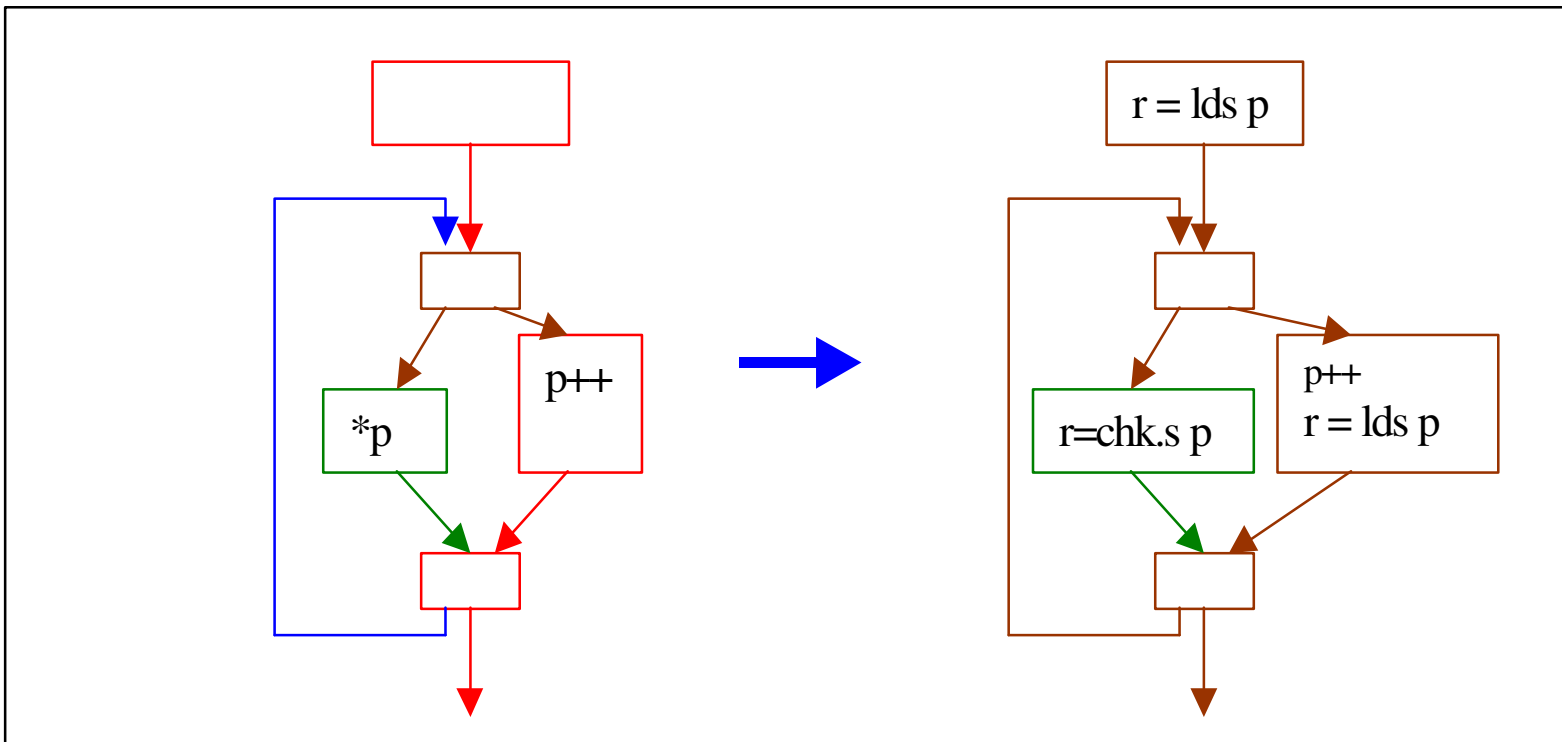 *p
p++
r = lds p
r=chk.s p
p++
r = lds p